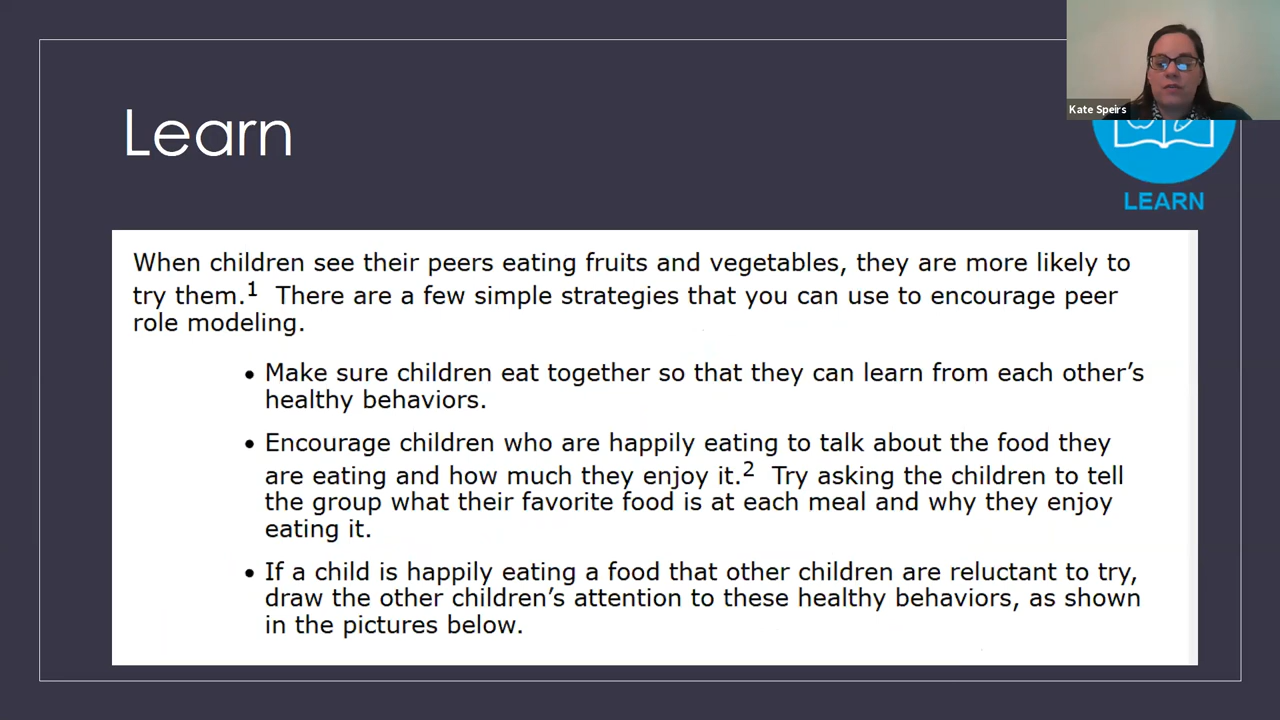 Learn
Kate Speirs
LEARN
When children see their peers eating fruits and vegetables, they are more likely to
try them.1 There are a few simple strategies that you can use to encourage peer
role modeling.
• Make sure children eat together so that they can learn from each other’s
healthy behaviors.
• Encourage children who are happily eating to talk about the food they
are eating and how much they enjoy it.2 Try asking the children to tell
the group what their favorite food is at each meal and why they enjoy
eating it.
• If a child is happily eating a food that other children are reluctant to try,
draw the other children’s attention to these healthy behaviors, as shown
in the pictures below.